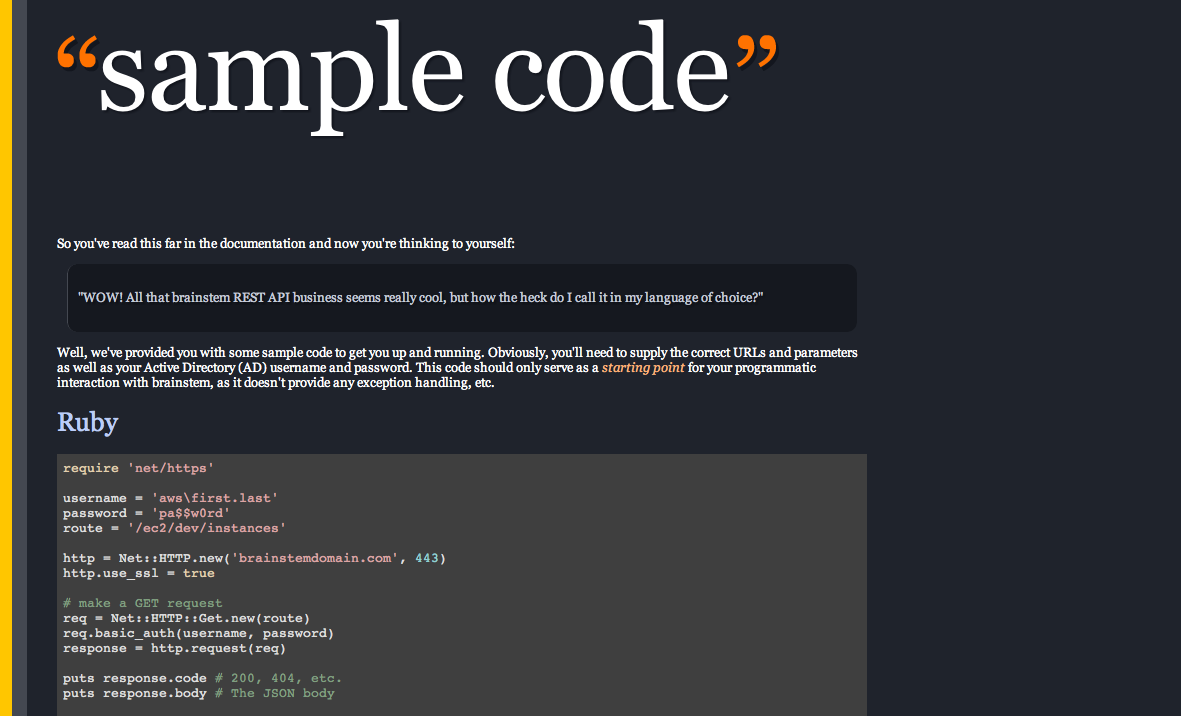 “sample code”
So you've read this far in the documentation and now you're thinking to yourself:
"WOW! All that brainstem REST API business seems really cool, but how the heck do I call it in my language of choice?"
Well, we've provided you with some sample code to get you up and running. Obviously, you'll need to supply the correct URLs and parameters
as well as your Active Directory (AD) username and password. This code should only serve as a starting point for your programmatic
interaction with brainstem, as it doesn't provide any exception handling, etc.
Ruby
require 'net/https'
username = 'aws\first.last'
password = 'pa$$w0rd'
route = '/ec2/dev/instances'
http = Net::HTTP.new('brainstemdomain.com', 443)
http.use_ssl = true
# make a GET request
req = Net::HTTP::Get.new(route)
req.basic_auth(username, password)
response = http.request(req)
puts response.code # 200, 404, etc.
puts response.body # The JSON body